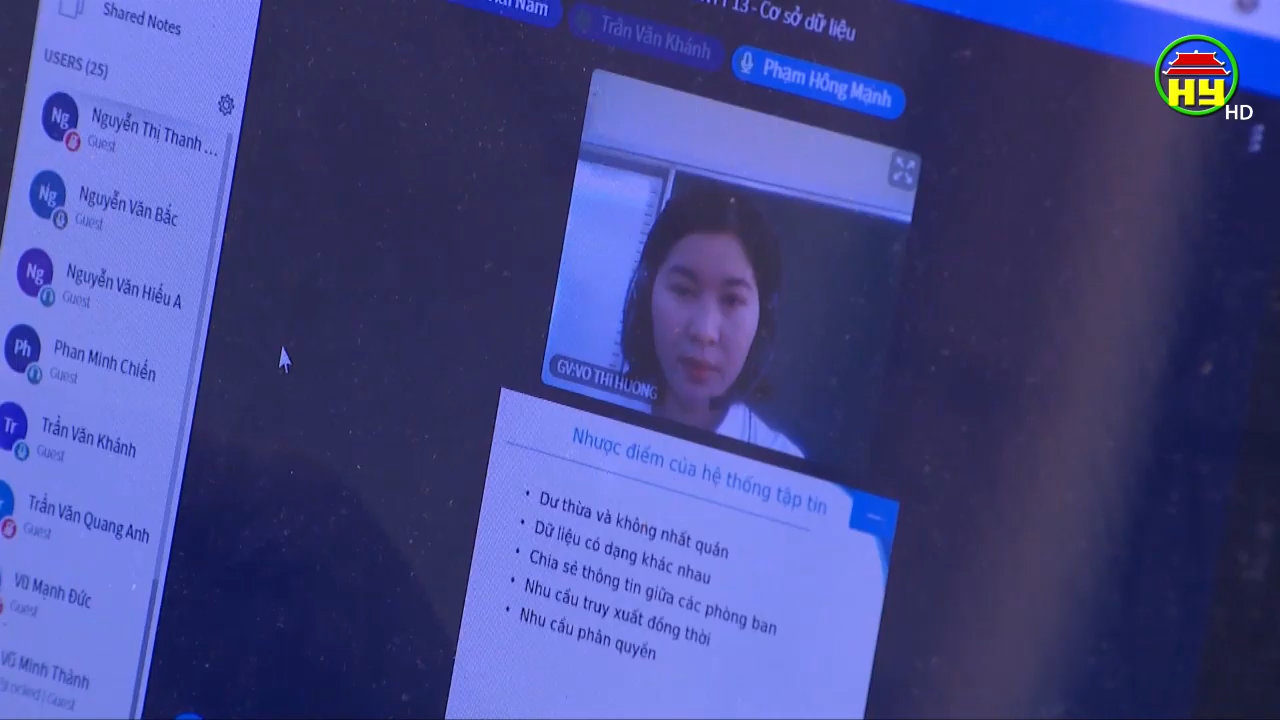 Shared Notes
USERS (25)
Nguyễn Thị Thanh ...
Guest
Nguyễn Văn Bắc
Guest
Nguyễn Văn Hiếu A
Guest
Phan Minh Chiến
Guest
Trần Văn Khánh
Guest
Trần Văn Quang Anh
Guest
Vũ Mạnh Đức
Guest
Vũ Minh Thành
Guest
Ng
Ng
Ng
Ph
Tr
Nam
13 - Cơ sở dữ liệu
Trần Văn Khánh
Phạm Hồng Mạnh
GV:VO THI HUONG
Nhược điểm của hệ thống tập tin
• Dư thừa và không nhất quán
• Dữ liệu có dạng khác nhau
• Chia sẻ thông tin giữa các phòng ban
• Nhu cầu truy xuất đồng thời
• Nhu cầu phân quyền
HY
HD